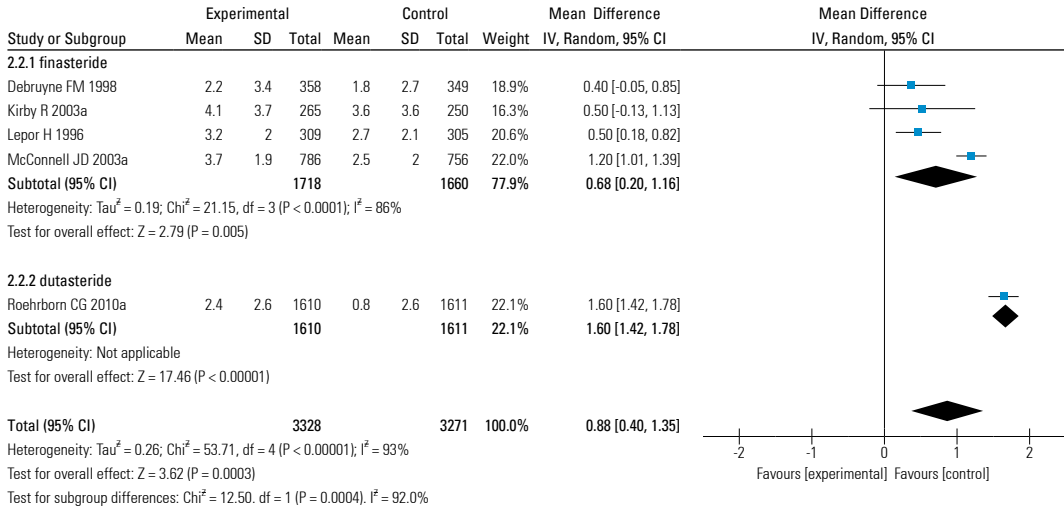 Experimental Control Mean Difference Mean Difference
Study or Subgroup Mean SD Total Mean SD Total Weight IV, Random, 95% CI IV, Random, 95% CI
2.2.1 finasteride
Debruyne FM 1998 2.2 3.4 358 1.8 2.7 349 18.9% 0.40 [-0.05, 0.85]
Kirby R 2003a 4.1 3.7 265 3.6 3.6 250 16.3% 0.50 [-0.13, 1.13]
Lepor H 1996 3.2 2 309 2.7 2.1 305 20.6% 0.50 [0.18, 0.82]
McConnell JD 2003a 3.7 1.9 786 2.5 2 756 22.0% 1.20 [1.01, 1.39]
Subtotal (95% CI) 1718 1660 77.9% 0.68 [0.20, 1.16]
Heterogeneity: Tau² = 0.19; Chi² = 21.15, df = 3 (P < 0.0001); I² = 86%
Test for overall effect: Z = 2.79 (P = 0.005)
2.2.2 dutasteride
Roehrborn CG 2010a 2.4 2.6 1610 0.8 2.6 1611 22.1% 1.60 [1.42, 1.78]
Subtotal (95% CI) 1610 1611 22.1% 1.60 [1.42, 1.78]
Heterogeneity: Not applicable
Test for overall effect: Z = 17.46 (P < 0.00001)
Total (95% CI) 3328 3271 100.0% 0.88 [0.40, 1.35]
Heterogeneity: Tau² = 0.26; Chi² = 53.71, df = 4 (P < 0.00001); I² = 93%
Test for overall effect: Z = 3.62 (P = 0.0003)
Test for subgroup differences: Chi² = 12.50. df = 1 (P = 0.0004). I² = 92.0%
-2 -1 0 1 2
Favours [experimental] Favours [control]